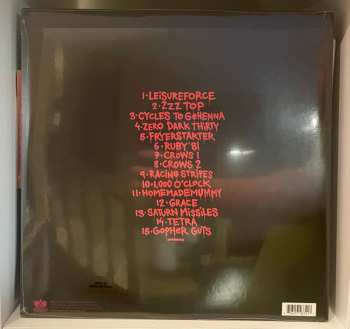 1·LEISUREFORCE
2·ZZZ TOP
3·CYCLES TO GEHENNA
4·ZERO DARK THIRTY
5·FRYERSTARTER
6·RUBY '81
7·CROWS 1
8·CROWS 2
9·RACING STRIPES
10·1,000 O'CLOCK
11·HOMEMADEMUMMY
12·GRACE
13·SATURN MISSILES
14·TETRA
15·GOPHER GUTS